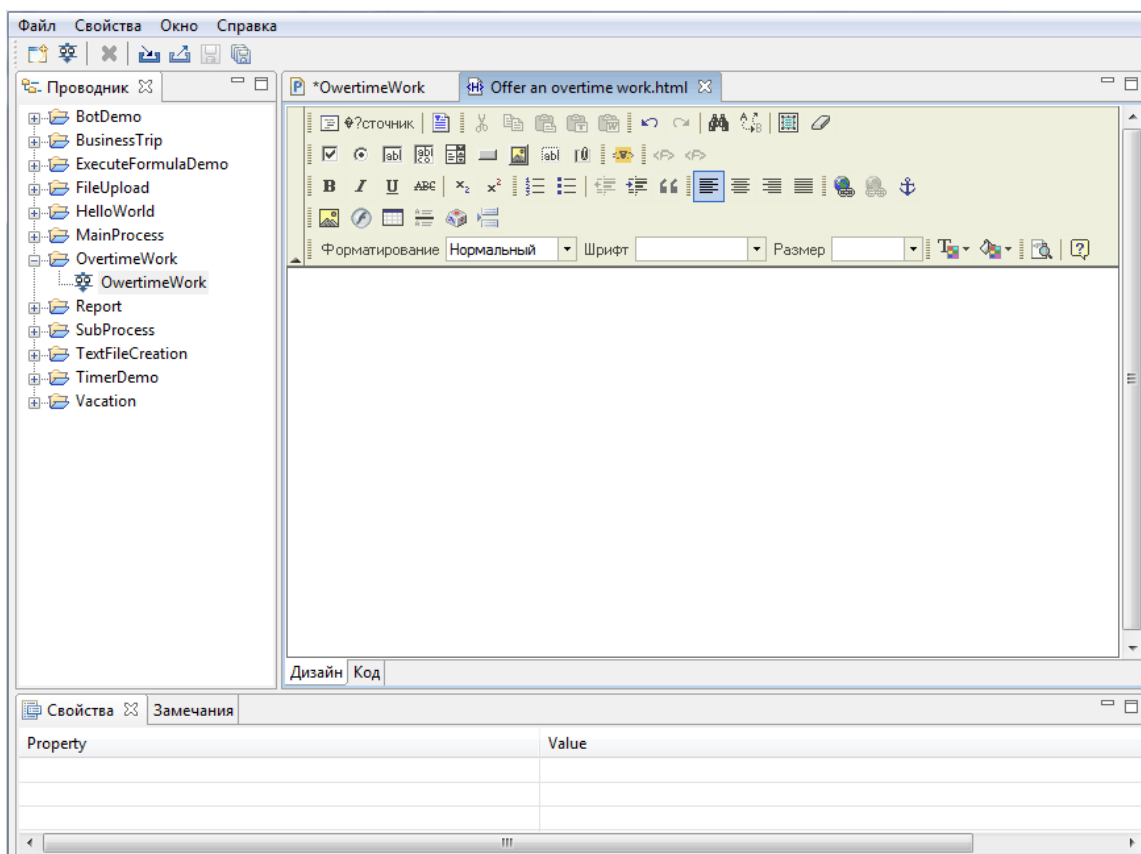 Файл Свойства Окно Справка
Проводник
BotDemo
BusinessTrip
ExecuteFormulaDemo
FileUpload
HelloWorld
MainProcess
OvertimeWork
OwertimeWork
Report
SubProcess
TextFileCreation
TimerDemo
Vacation
*OwertimeWork Offer an overtime work.html
�?сточник
Форматирование Нормальный Шрифт Размер
Дизайн Код
Свойства Замечания
Property Value